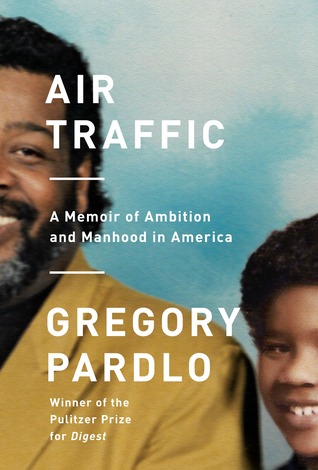 AIR
TRAFFIC
A Memoir of Ambition
and Manhood in America
GREGORY
PARDLO
Winner of the
Pulitzer Prize
for Digest